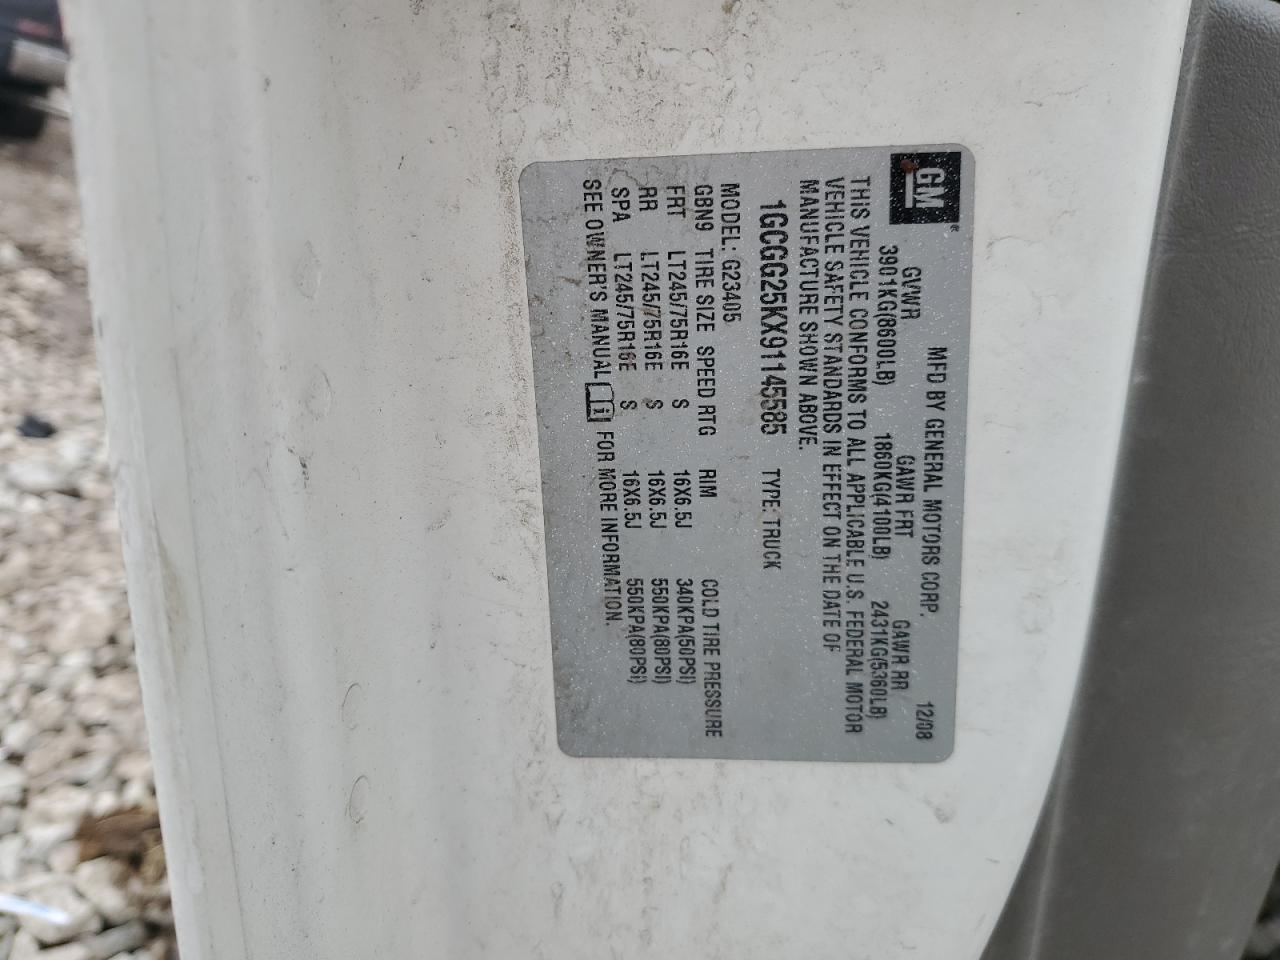 GM
MFD BY GENERAL MOTORS CORP. 12/08
GVWR GAWR FRT GAWR RR
3901KG(8600LB) 1860KG(4100LB) 2431KG(5360LB)
THIS VEHICLE CONFORMS TO ALL APPLICABLE U.S. FEDERAL MOTOR
VEHICLE SAFETY STANDARDS IN EFFECT ON THE DATE OF
MANUFACTURE SHOWN ABOVE.
1GCGG25KX91145585 TYPE: TRUCK
MODEL: G23405
GBN9 TIRE SIZE SPEED RTG RIM COLD TIRE PRESSURE
FRT LT245/75R16E S 16X6.5J 340KPA(50PSI)
RR LT245/75R16E S 16X6.5J 550KPA(80PSI)
SPA LT245/75R16E S 16X6.5J 550KPA(80PSI)
SEE OWNER'S MANUAL i FOR MORE INFORMATION.